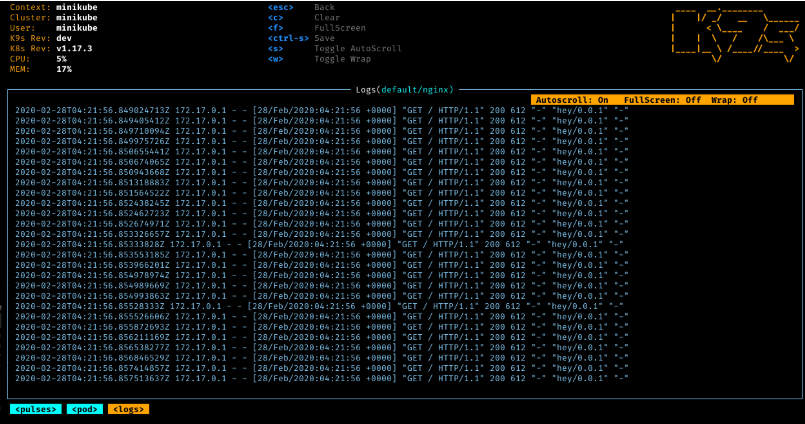 Context: minikube <esc> Back
Cluster: minikube <c> Clear
User: minikube <f> FullScreen
K9s Rev: dev <ctrl-s> Save
K8s Rev: v1.17.3 <s> Toggle AutoScroll
CPU: 5% <w> Toggle Wrap
MEM: 17%
Logs(default/nginx)
Autoscroll: On FullScreen: Off Wrap: Off
2020-02-28T04:21:56.849024713Z 172.17.0.1 - - [28/Feb/2020:04:21:56 +0000] "GET / HTTP/1.1" 200 612 "-" "hey/0.0.1" "-"
2020-02-28T04:21:56.849405412Z 172.17.0.1 - - [28/Feb/2020:04:21:56 +0000] "GET / HTTP/1.1" 200 612 "-" "hey/0.0.1" "-"
2020-02-28T04:21:56.849710094Z 172.17.0.1 - - [28/Feb/2020:04:21:56 +0000] "GET / HTTP/1.1" 200 612 "-" "hey/0.0.1" "-"
2020-02-28T04:21:56.849975726Z 172.17.0.1 - - [28/Feb/2020:04:21:56 +0000] "GET / HTTP/1.1" 200 612 "-" "hey/0.0.1" "-"
2020-02-28T04:21:56.850655441Z 172.17.0.1 - - [28/Feb/2020:04:21:56 +0000] "GET / HTTP/1.1" 200 612 "-" "hey/0.0.1" "-"
2020-02-28T04:21:56.850674065Z 172.17.0.1 - - [28/Feb/2020:04:21:56 +0000] "GET / HTTP/1.1" 200 612 "-" "hey/0.0.1" "-"
2020-02-28T04:21:56.850943668Z 172.17.0.1 - - [28/Feb/2020:04:21:56 +0000] "GET / HTTP/1.1" 200 612 "-" "hey/0.0.1" "-"
2020-02-28T04:21:56.851318883Z 172.17.0.1 - - [28/Feb/2020:04:21:56 +0000] "GET / HTTP/1.1" 200 612 "-" "hey/0.0.1" "-"
2020-02-28T04:21:56.851564522Z 172.17.0.1 - - [28/Feb/2020:04:21:56 +0000] "GET / HTTP/1.1" 200 612 "-" "hey/0.0.1" "-"
2020-02-28T04:21:56.852438245Z 172.17.0.1 - - [28/Feb/2020:04:21:56 +0000] "GET / HTTP/1.1" 200 612 "-" "hey/0.0.1" "-"
2020-02-28T04:21:56.852462723Z 172.17.0.1 - - [28/Feb/2020:04:21:56 +0000] "GET / HTTP/1.1" 200 612 "-" "hey/0.0.1" "-"
2020-02-28T04:21:56.852674971Z 172.17.0.1 - - [28/Feb/2020:04:21:56 +0000] "GET / HTTP/1.1" 200 612 "-" "hey/0.0.1" "-"
2020-02-28T04:21:56.853326657Z 172.17.0.1 - - [28/Feb/2020:04:21:56 +0000] "GET / HTTP/1.1" 200 612 "-" "hey/0.0.1" "-"
2020-02-28T04:21:56.85333828Z 172.17.0.1 - - [28/Feb/2020:04:21:56 +0000] "GET / HTTP/1.1" 200 612 "-" "hey/0.0.1" "-"
2020-02-28T04:21:56.853553185Z 172.17.0.1 - - [28/Feb/2020:04:21:56 +0000] "GET / HTTP/1.1" 200 612 "-" "hey/0.0.1" "-"
2020-02-28T04:21:56.853966201Z 172.17.0.1 - - [28/Feb/2020:04:21:56 +0000] "GET / HTTP/1.1" 200 612 "-" "hey/0.0.1" "-"
2020-02-28T04:21:56.854978974Z 172.17.0.1 - - [28/Feb/2020:04:21:56 +0000] "GET / HTTP/1.1" 200 612 "-" "hey/0.0.1" "-"
2020-02-28T04:21:56.854989669Z 172.17.0.1 - - [28/Feb/2020:04:21:56 +0000] "GET / HTTP/1.1" 200 612 "-" "hey/0.0.1" "-"
2020-02-28T04:21:56.854993863Z 172.17.0.1 - - [28/Feb/2020:04:21:56 +0000] "GET / HTTP/1.1" 200 612 "-" "hey/0.0.1" "-"
2020-02-28T04:21:56.85528333Z 172.17.0.1 - - [28/Feb/2020:04:21:56 +0000] "GET / HTTP/1.1" 200 612 "-" "hey/0.0.1" "-"
2020-02-28T04:21:56.855526606Z 172.17.0.1 - - [28/Feb/2020:04:21:56 +0000] "GET / HTTP/1.1" 200 612 "-" "hey/0.0.1" "-"
2020-02-28T04:21:56.855872693Z 172.17.0.1 - - [28/Feb/2020:04:21:56 +0000] "GET / HTTP/1.1" 200 612 "-" "hey/0.0.1" "-"
2020-02-28T04:21:56.856211169Z 172.17.0.1 - - [28/Feb/2020:04:21:56 +0000] "GET / HTTP/1.1" 200 612 "-" "hey/0.0.1" "-"
2020-02-28T04:21:56.856538277Z 172.17.0.1 - - [28/Feb/2020:04:21:56 +0000] "GET / HTTP/1.1" 200 612 "-" "hey/0.0.1" "-"
2020-02-28T04:21:56.856846529Z 172.17.0.1 - - [28/Feb/2020:04:21:56 +0000] "GET / HTTP/1.1" 200 612 "-" "hey/0.0.1" "-"
2020-02-28T04:21:56.857414857Z 172.17.0.1 - - [28/Feb/2020:04:21:56 +0000] "GET / HTTP/1.1" 200 612 "-" "hey/0.0.1" "-"
2020-02-28T04:21:56.857513637Z 172.17.0.1 - - [28/Feb/2020:04:21:56 +0000] "GET / HTTP/1.1" 200 612 "-" "hey/0.0.1" "-"
<pulses> <pod> <logs>